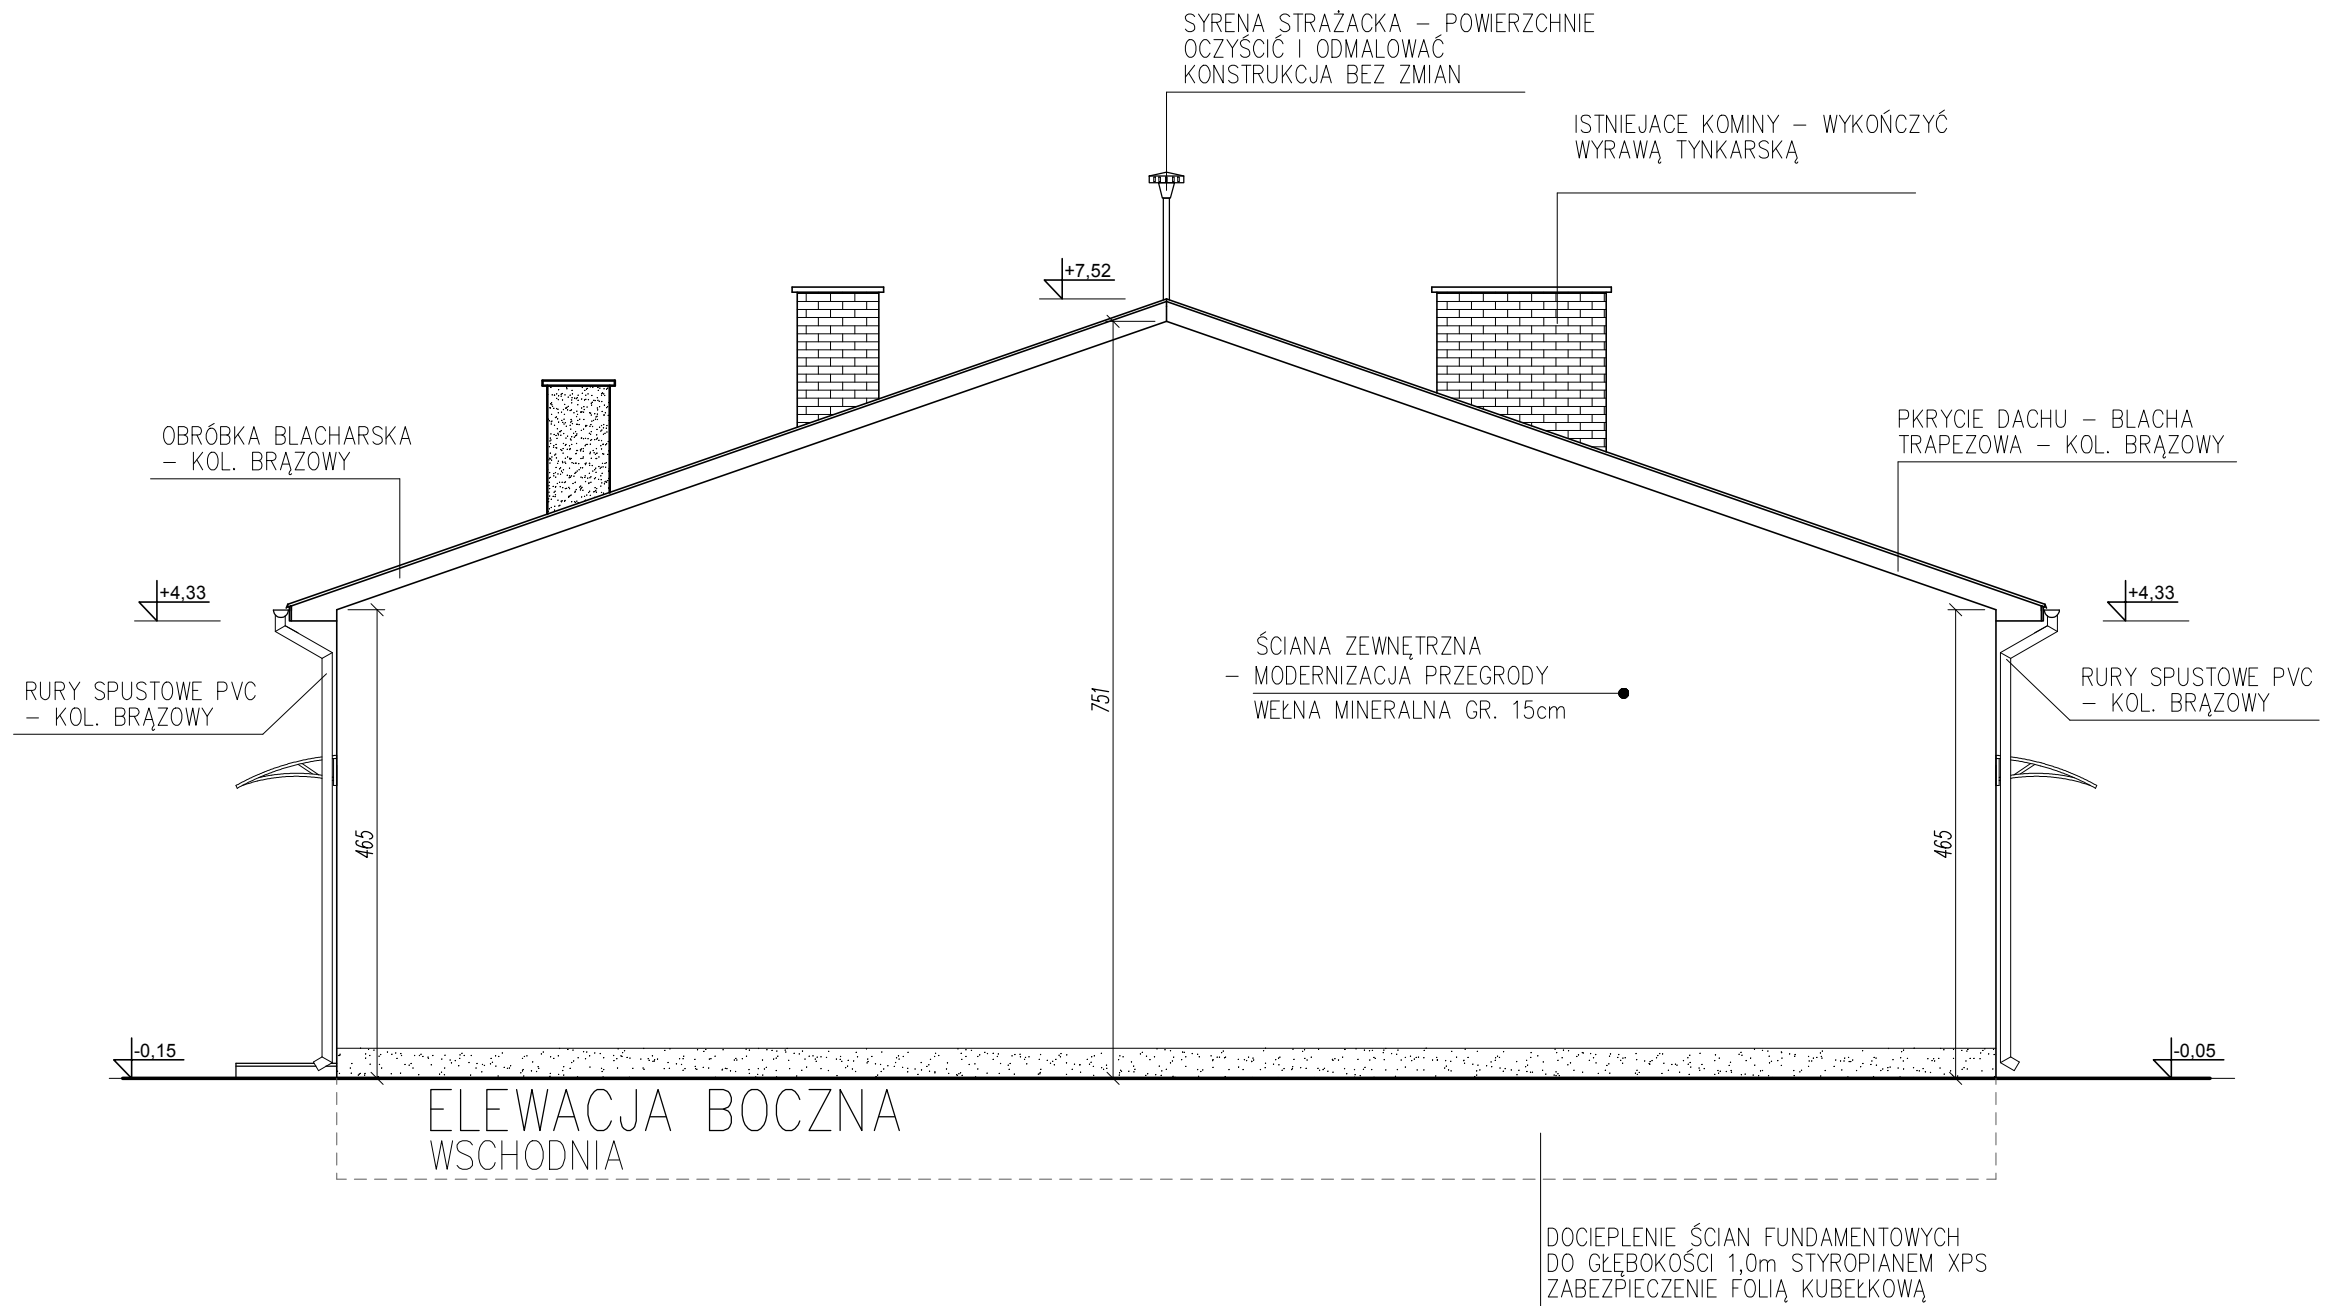 SYRENA STRAŻACKA – POWIERZCHNIE
OCZYŚCIĆ I ODMALOWAĆ
KONSTRUKCJA BEZ ZMIAN
ISTNIEJACE KOMINY – WYKOŃCZYĆ
WYRAWĄ TYNKARSKĄ
+7,52
OBRÓBKA BLACHARSKA
– KOL. BRĄZOWY
PKRYCIE DACHU – BLACHA
TRAPEZOWA – KOL. BRĄZOWY
+4,33
+4,33
ŚCIANA ZEWNĘTRZNA
– MODERNIZACJA PRZEGRODY
WEŁNA MINERALNA GR. 15cm
RURY SPUSTOWE PVC
– KOL. BRĄZOWY
751
RURY SPUSTOWE PVC
– KOL. BRĄZOWY
465
465
-0,15
-0,05
ELEWACJA BOCZNA
WSCHODNIA
DOCIEPLENIE ŚCIAN FUNDAMENTOWYCH
DO GŁĘBOKOŚCI 1,0m STYROPIANEM XPS
ZABEZPIECZENIE FOLIĄ KUBEŁKOWĄ